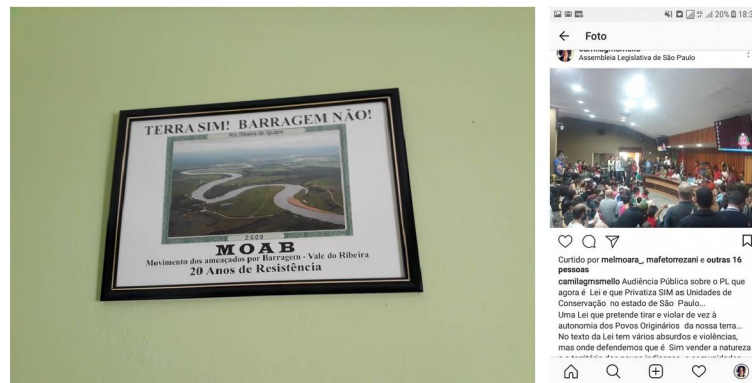 TERRA SIM! BARRAGEM NÃO!
Rio Ribeira de Iguape
2009
MOAB
Movimento dos ameaçados por Barragem - Vale do Ribeira
20 Anos de Resistência
20% 18:3
Foto
camilagmsmello
Assembleia Legislativa de São Paulo
Curtido por melmoara_, mafetorrezani e outras 16
pessoas
camilagmsmello Audiência Pública sobre o PL que
agora é Lei e que Privatiza SIM as Unidades de
Conservação no estado de São Paulo...
Uma Lei que pretende tirar e violar de vez à
autonomia dos Povos Originários da nossa terra...
No texto da Lei tem vários absurdos e violências,
mas onde defendemos que é Sim vender a natureza